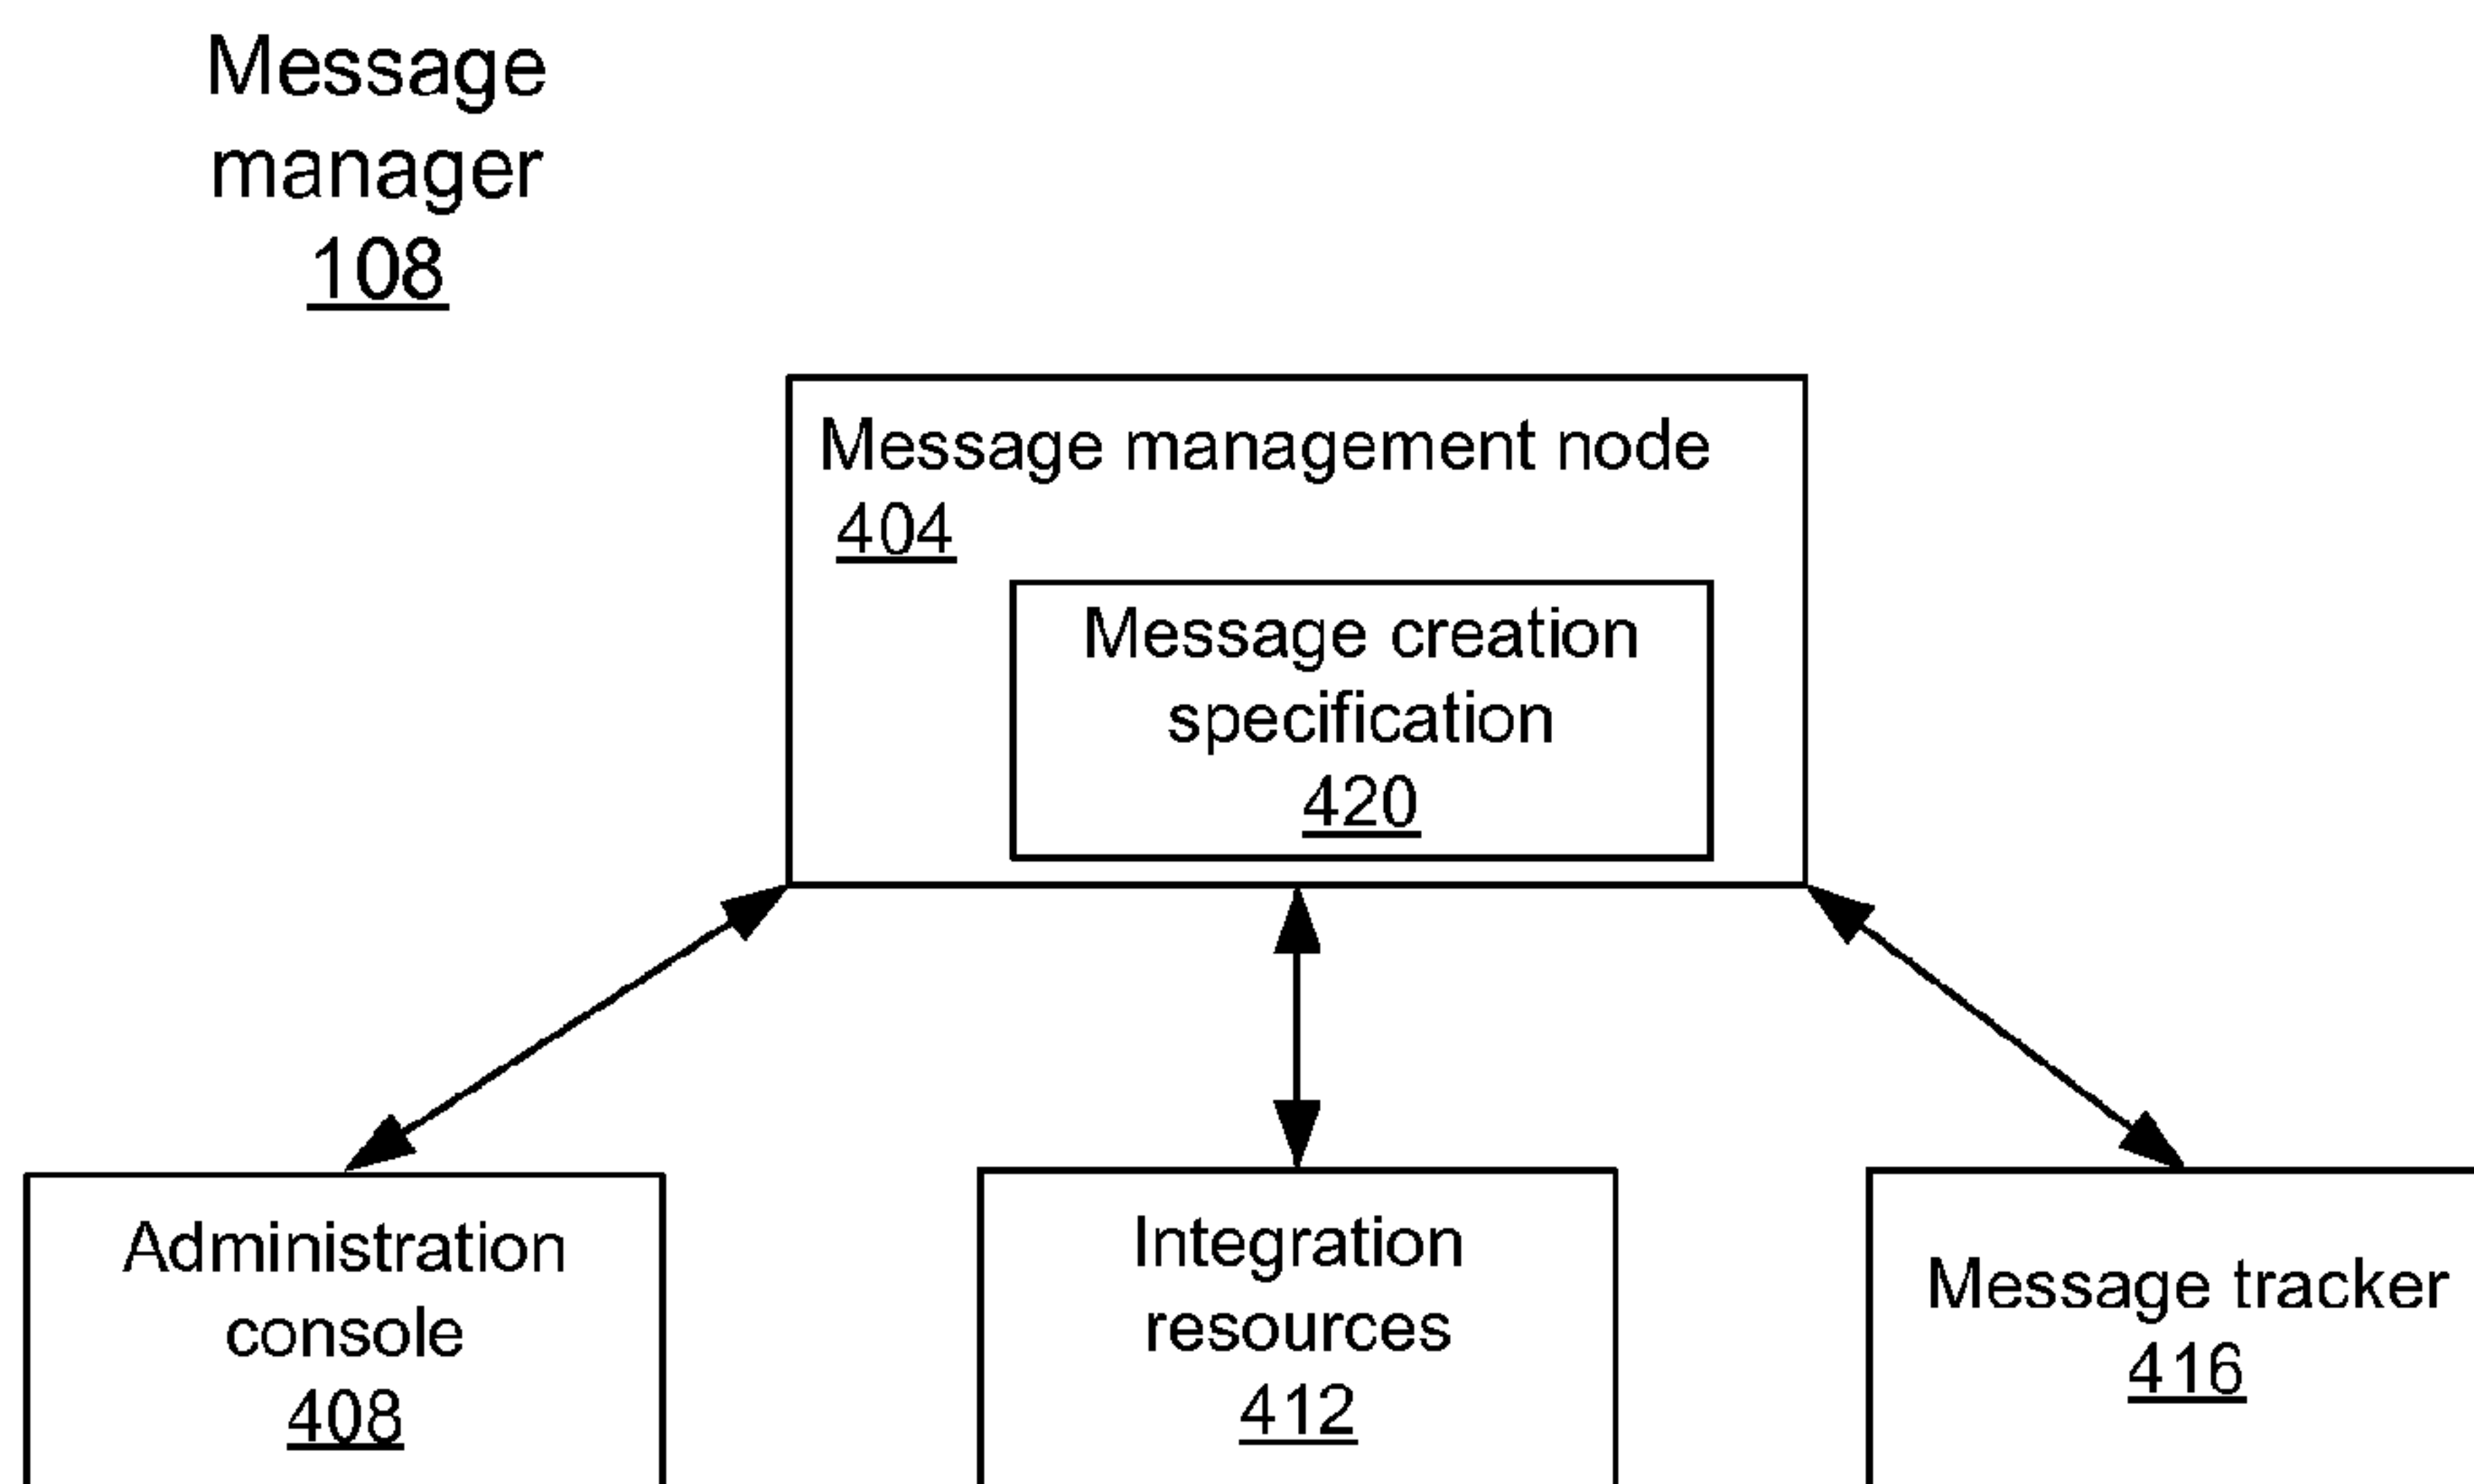 Message
manager
108
Message management node
404
Message creation
specification
420
Administration
console
408
Integration
resources
412
Message tracker
416